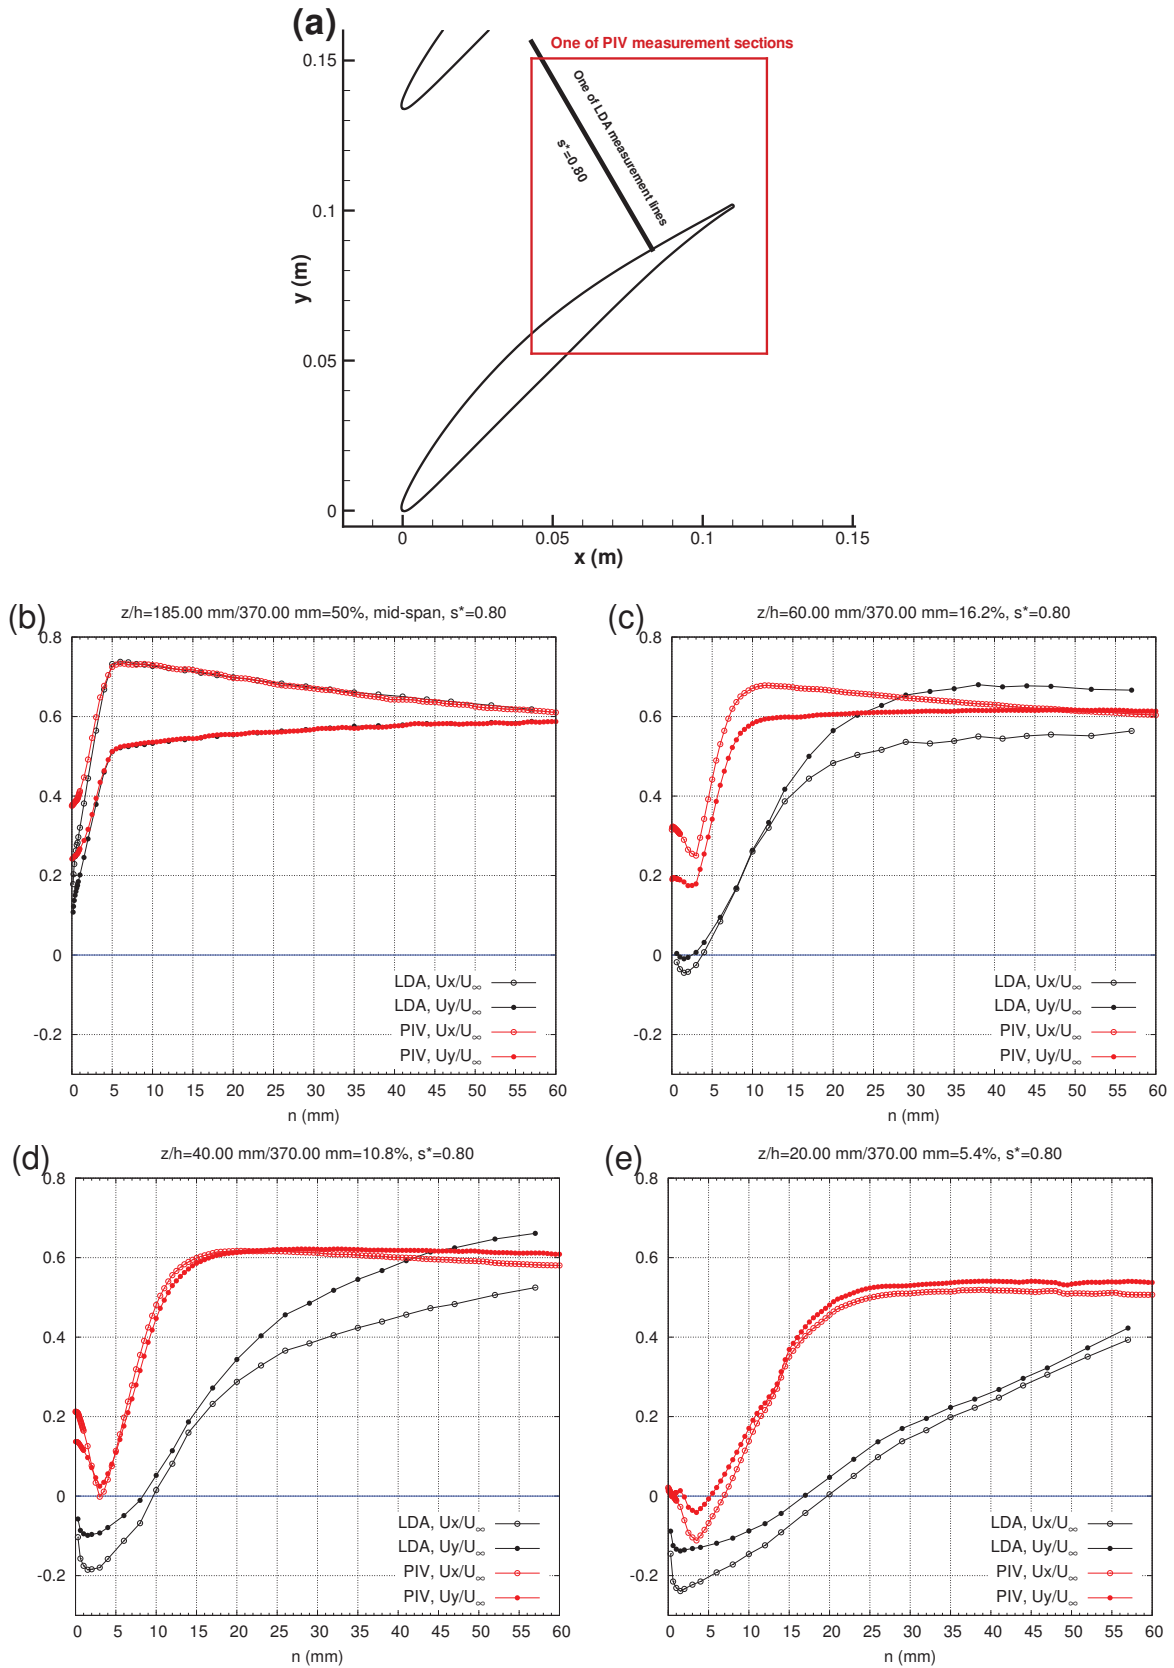 (a)
One of PIV measurement sections
One of LDA measurement lines
s*=0.80
0.15
0.1
0.05
0
y (m)
0 0.05 0.1 0.15
x (m)
(b)
z/h=185.00 mm/370.00 mm=50%, mid-span, s*=0.80
0.8
0.6
0.4
0.2
0
-0.2
LDA, Ux/U∞
LDA, Uy/U∞
PIV, Ux/U∞
PIV, Uy/U∞
0 5 10 15 20 25 30 35 40 45 50 55 60
n (mm)
(c)
z/h=60.00 mm/370.00 mm=16.2%, s*=0.80
0.8
0.6
0.4
0.2
0
-0.2
LDA, Ux/U∞
LDA, Uy/U∞
PIV, Ux/U∞
PIV, Uy/U∞
0 5 10 15 20 25 30 35 40 45 50 55 60
n (mm)
(d)
z/h=40.00 mm/370.00 mm=10.8%, s*=0.80
0.8
0.6
0.4
0.2
0
-0.2
LDA, Ux/U∞
LDA, Uy/U∞
PIV, Ux/U∞
PIV, Uy/U∞
0 5 10 15 20 25 30 35 40 45 50 55 60
n (mm)
(e)
z/h=20.00 mm/370.00 mm=5.4%, s*=0.80
0.8
0.6
0.4
0.2
0
-0.2
LDA, Ux/U∞
LDA, Uy/U∞
PIV, Ux/U∞
PIV, Uy/U∞
0 5 10 15 20 25 30 35 40 45 50 55 60
n (mm)